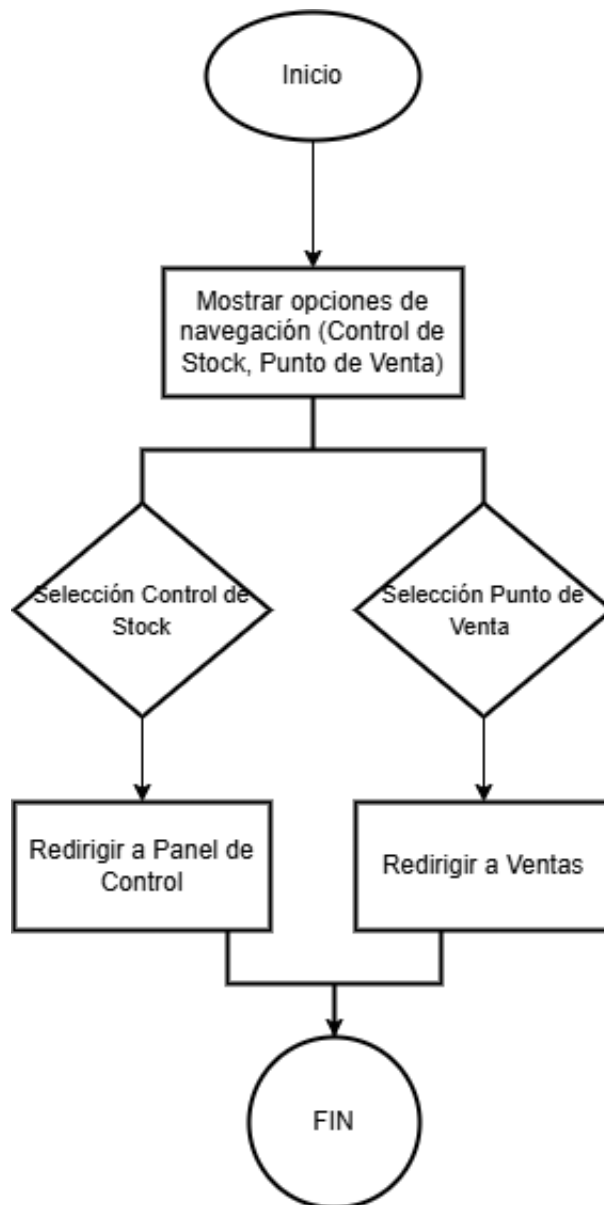 Inicio
Mostrar opciones de
navegación (Control de
Stock, Punto de Venta)
Selección Control de
Stock
Selección Punto de
Venta
Redirigir a Panel de
Control
Redirigir a Ventas
FIN